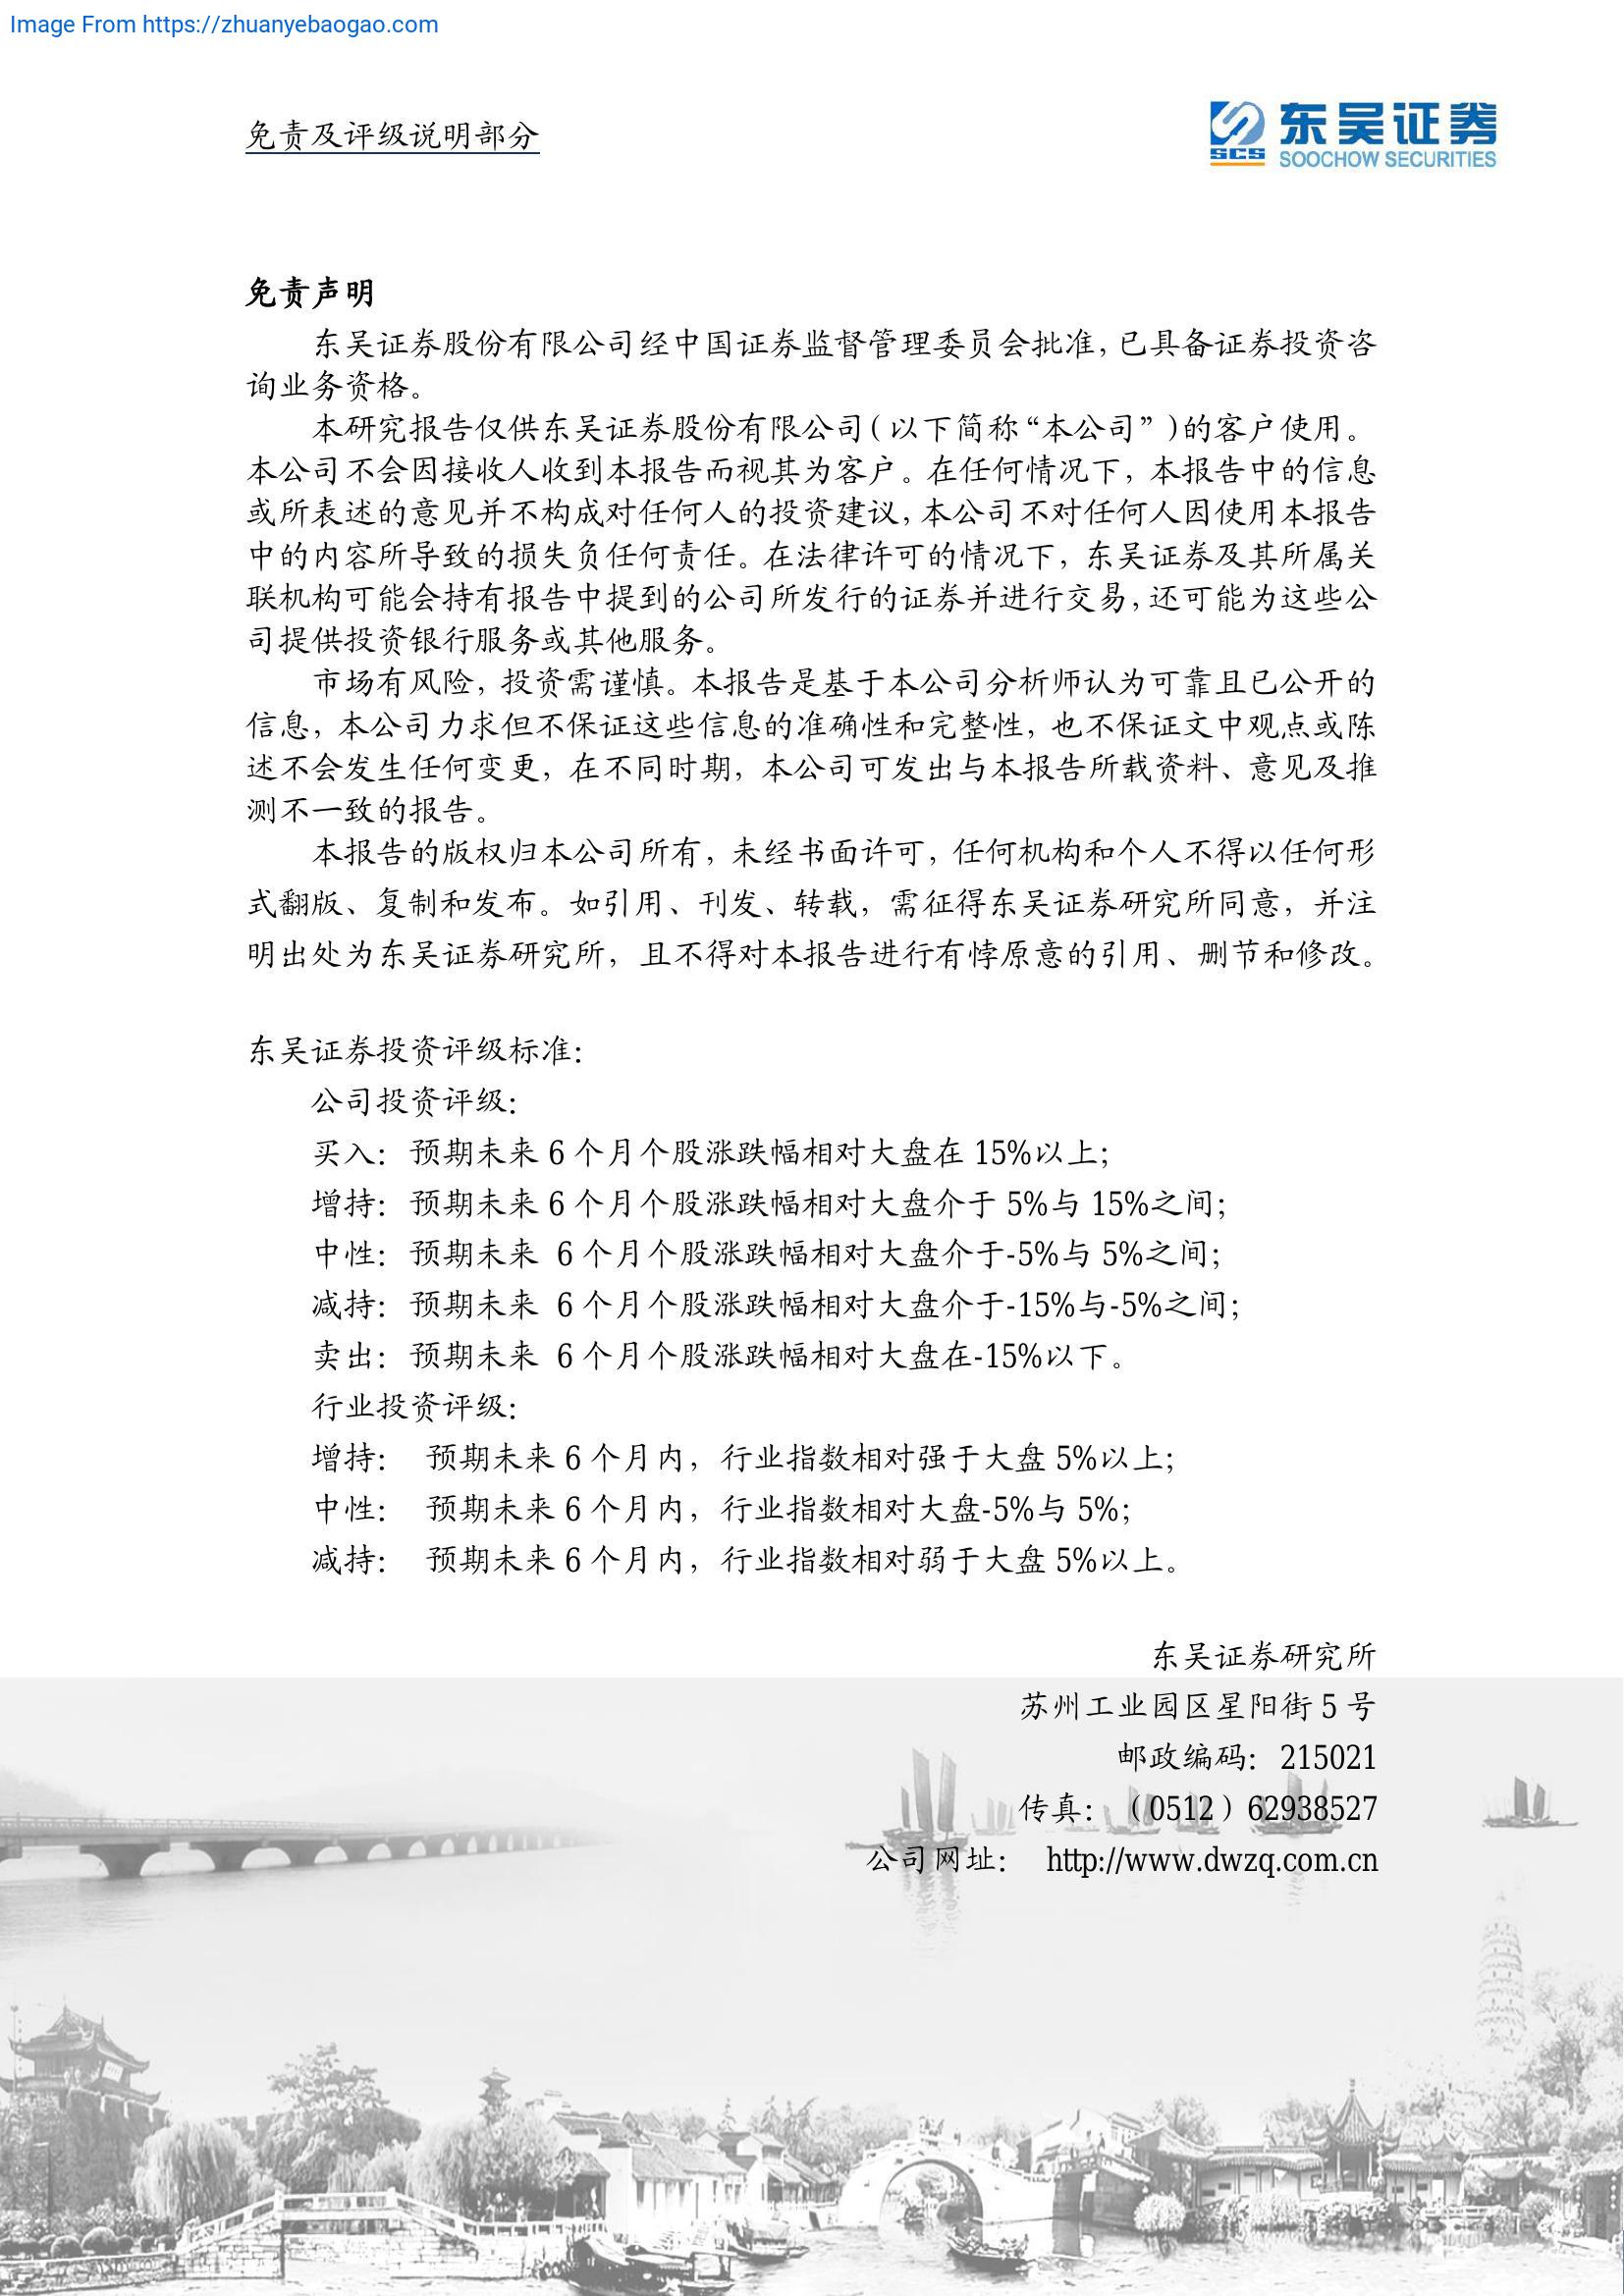 Image From https://zhuanyebaogao.com
免责及评级说明部分
东吴证券
SCS
SOOCHOW SECURITIES
免责声明
东吴证券股份有限公司经中国证券监督管理委员会批准，已具备证券投资咨
询业务资格。
本研究报告仅供东吴证券股份有限公司（以下简称“本公司”）的客户使用。
本公司不会因接收人收到本报告而视其为客户。在任何情况下，本报告中的信息
或所表述的意见并不构成对任何人的投资建议，本公司不对任何人因使用本报告
中的内容所导致的损失负任何责任。在法律许可的情况下，东吴证券及其所属关
联机构可能会持有报告中提到的公司所发行的证券并进行交易，还可能为这些公
司提供投资银行服务或其他服务。
市场有风险，投资需谨慎。本报告是基于本公司分析师认为可靠且已公开的
信息，本公司力求但不保证这些信息的准确性和完整性，也不保证文中观点或陈
述不会发生任何变更，在不同时期，本公司可发出与本报告所载资料、意见及推
测不一致的报告。
本报告的版权归本公司所有，未经书面许可，任何机构和个人不得以任何形
式翻版、复制和发布。如引用、刊发、转载，需征得东吴证券研究所同意，并注
明出处为东吴证券研究所，且不得对本报告进行有悖原意的引用、删节和修改。
东吴证券投资评级标准：
公司投资评级：
买入：预期未来 6 个月个股涨跌幅相对大盘在 15%以上；
增持：预期未来 6 个月个股涨跌幅相对大盘介于 5%与 15%之间；
中性：预期未来 6 个月个股涨跌幅相对大盘介于-5%与 5%之间；
减持：预期未来 6 个月个股涨跌幅相对大盘介于-15%与-5%之间；
卖出：预期未来 6 个月个股涨跌幅相对大盘在-15%以下。
行业投资评级：
增持： 预期未来 6 个月内，行业指数相对强于大盘 5%以上；
中性： 预期未来 6 个月内，行业指数相对大盘-5%与 5%；
减持： 预期未来 6 个月内，行业指数相对弱于大盘 5%以上。
东吴证券研究所
苏州工业园区星阳街 5 号
邮政编码：215021
传真：（0512）62938527
公司网址： http://www.dwzq.com.cn